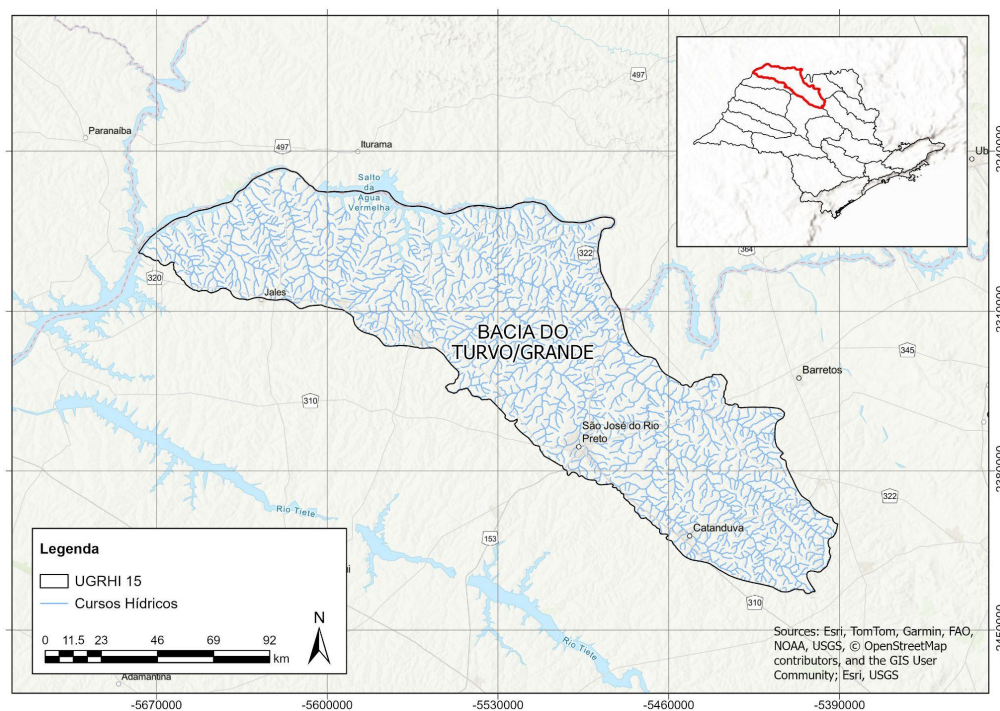 497
Paranaíba
497
Iturama
Salto
da
Água
Vermelha
322
364
320
Jales
BACIA DO
TURVO/GRANDE
345
Barretos
310
São José do Rio
Preto
322
Rio Tiete
Catanduva
153
310
Rio Tiete
Adamantina
Legenda
UGRHI 15
Cursos Hídricos
0 11.5 23 46 69 92
km
N
Sources: Esri, TomTom, Garmin, FAO,
NOAA, USGS, © OpenStreetMap
contributors, and the GIS User
Community; Esri, USGS
-5670000 -5600000 -5530000 -5460000 -5390000